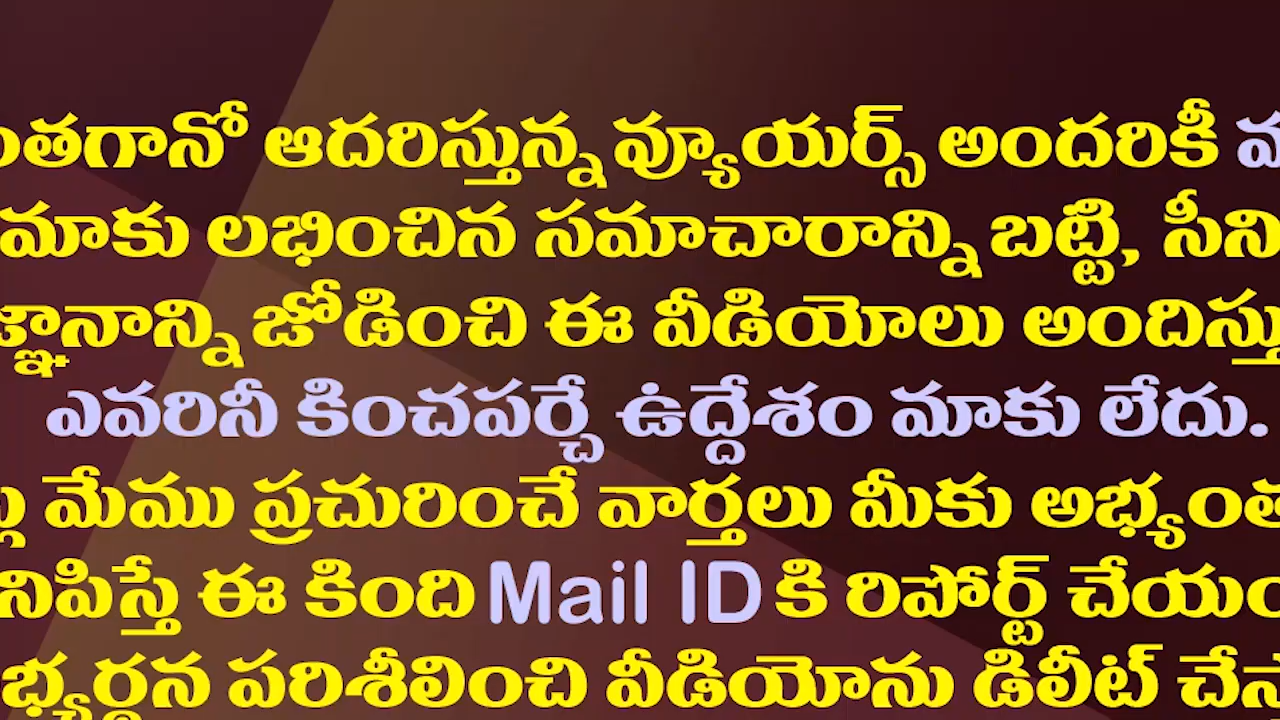 ంతగానో ఆదరిస్తున్న వ్యూయర్స్ అందరికీ
మాకు లభించిన సమాచారాన్ని బట్టి, సీని
జ్ఞానాన్ని జోడించి ఈ వీడియోలు అందిస్తు
ఎవరినీ కించపర్చే ఉద్దేశం మాకు లేదు.
మేము ప్రచురించే వార్తలు మీకు అభ్యంత
నిపిస్తే ఈ కింది Mail ID కి రిపోర్ట్ చేయం
భ్యర్థన పరిశీలించి వీడియోను డిలీట్ చేస